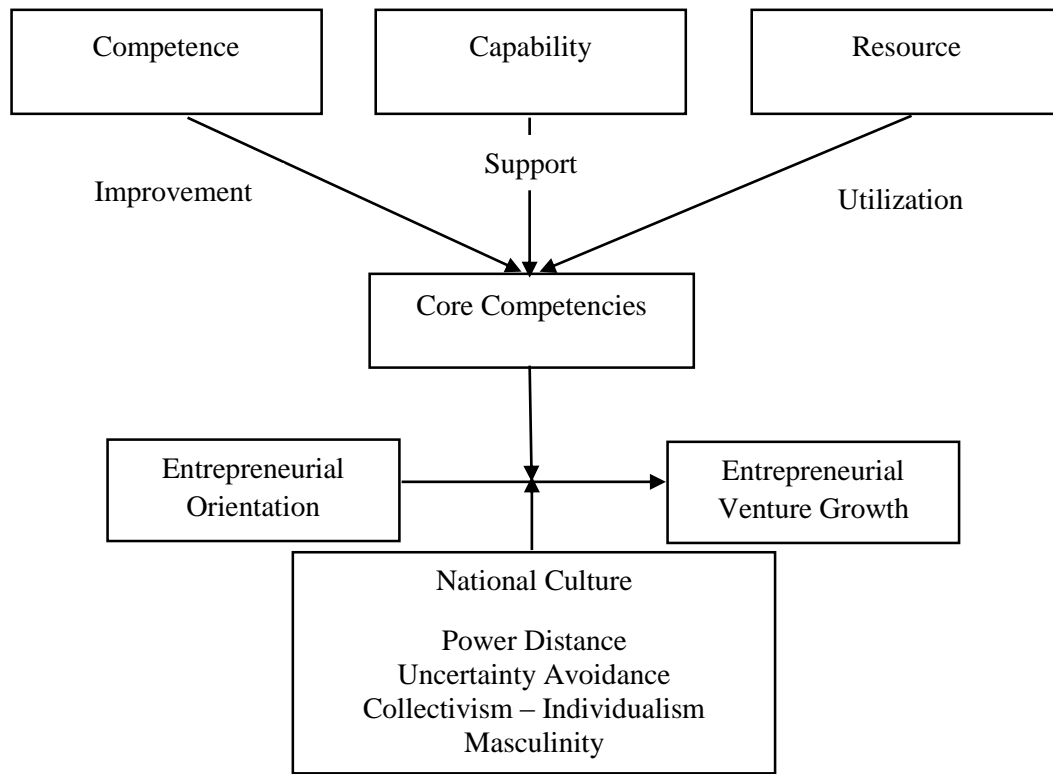 Competence
Capability
Resource
Improvement
Support
Utilization
Core Competencies
Entrepreneurial
Orientation
Entrepreneurial
Venture Growth
National Culture
Power Distance
Uncertainty Avoidance
Collectivism – Individualism
Masculinity